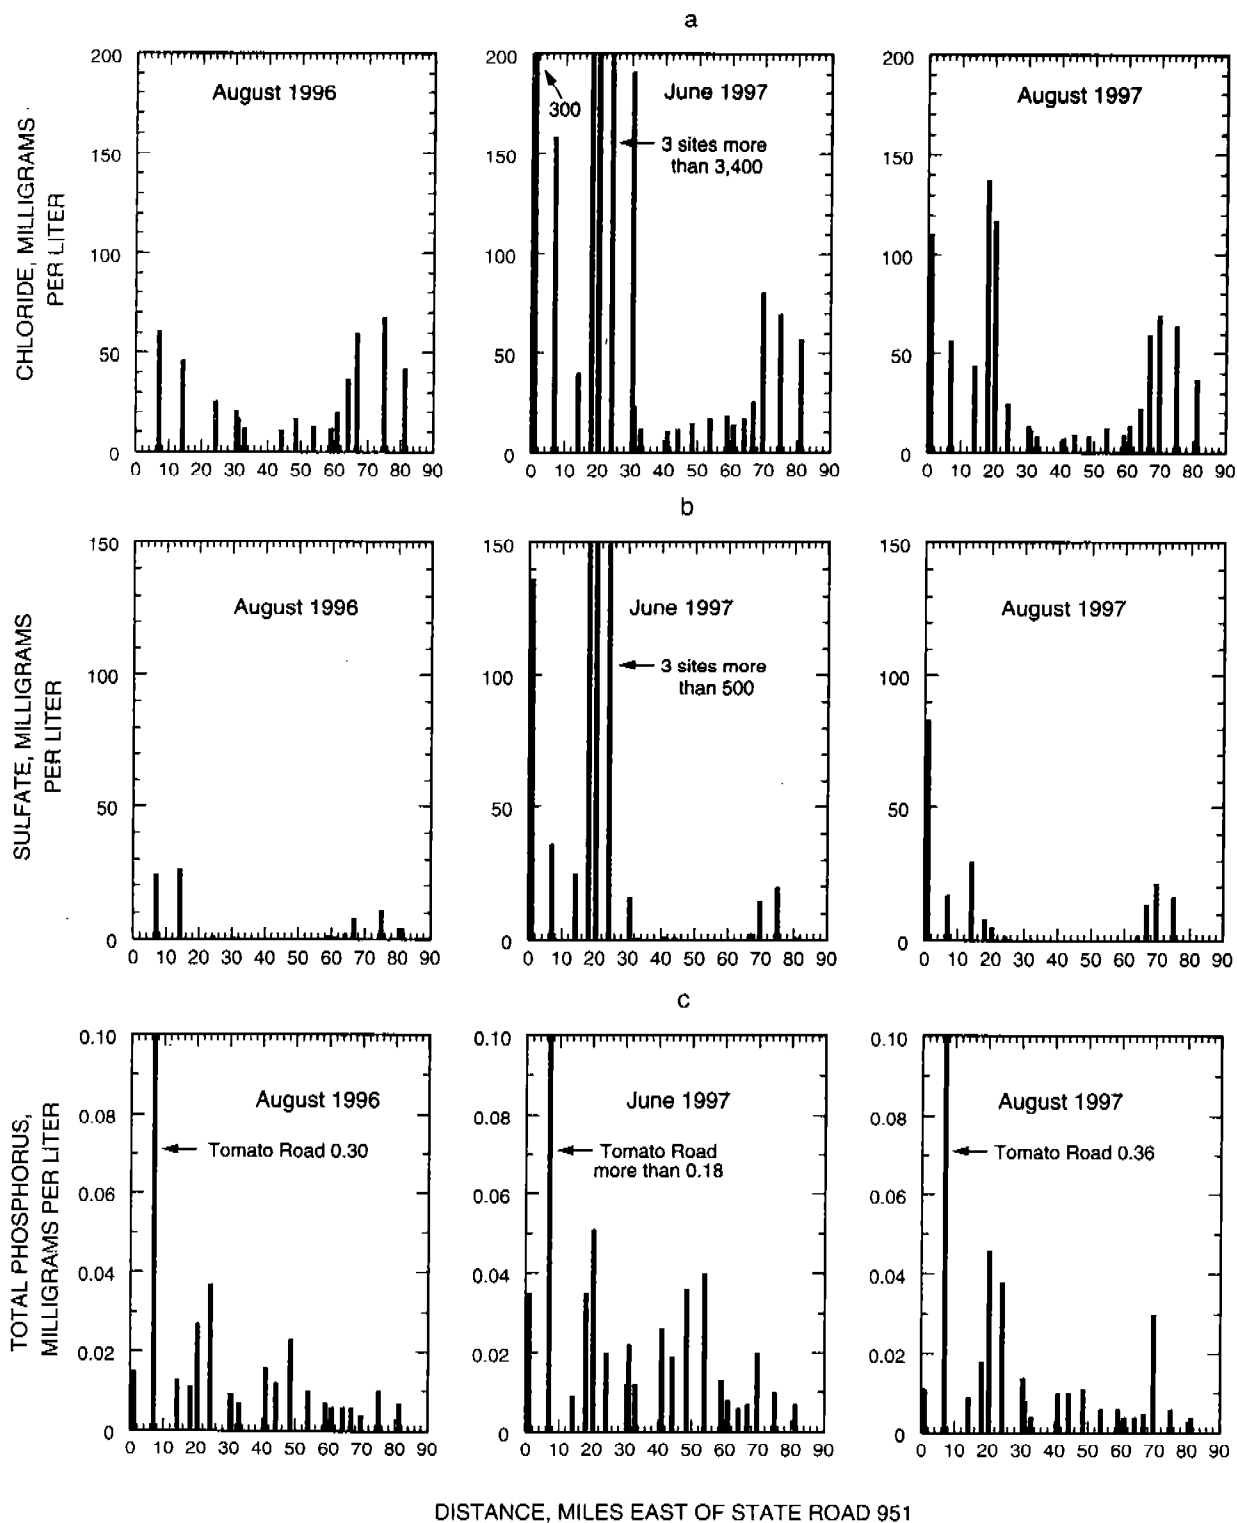 a
CHLORIDE, MILLIGRAMS
PER LITER
200
150
100
50
0
August 1996
0 10 20 30 40 50 60 70 80 90
200
150
100
50
0
300
June 1997
3 sites more
than 3,400
0 10 20 30 40 50 60 70 80 90
200
150
100
50
0
August 1997
0 10 20 30 40 50 60 70 80 90
b
SULFATE, MILLIGRAMS
PER LITER
150
100
50
0
August 1996
0 10 20 30 40 50 60 70 80 90
150
100
50
0
June 1997
3 sites more
than 500
0 10 20 30 40 50 60 70 80 90
150
100
50
0
August 1997
0 10 20 30 40 50 60 70 80 90
c
TOTAL PHOSPHORUS,
MILLIGRAMS PER LITER
0.10
0.08
0.06
0.04
0.02
0
August 1996
Tomato Road 0.30
0 10 20 30 40 50 60 70 80 90
0.10
0.08
0.06
0.04
0.02
0
June 1997
Tomato Road
more than 0.18
0 10 20 30 40 50 60 70 80 90
0.10
0.08
0.06
0.04
0.02
0
August 1997
Tomato Road 0.36
0 10 20 30 40 50 60 70 80 90
DISTANCE, MILES EAST OF STATE ROAD 951